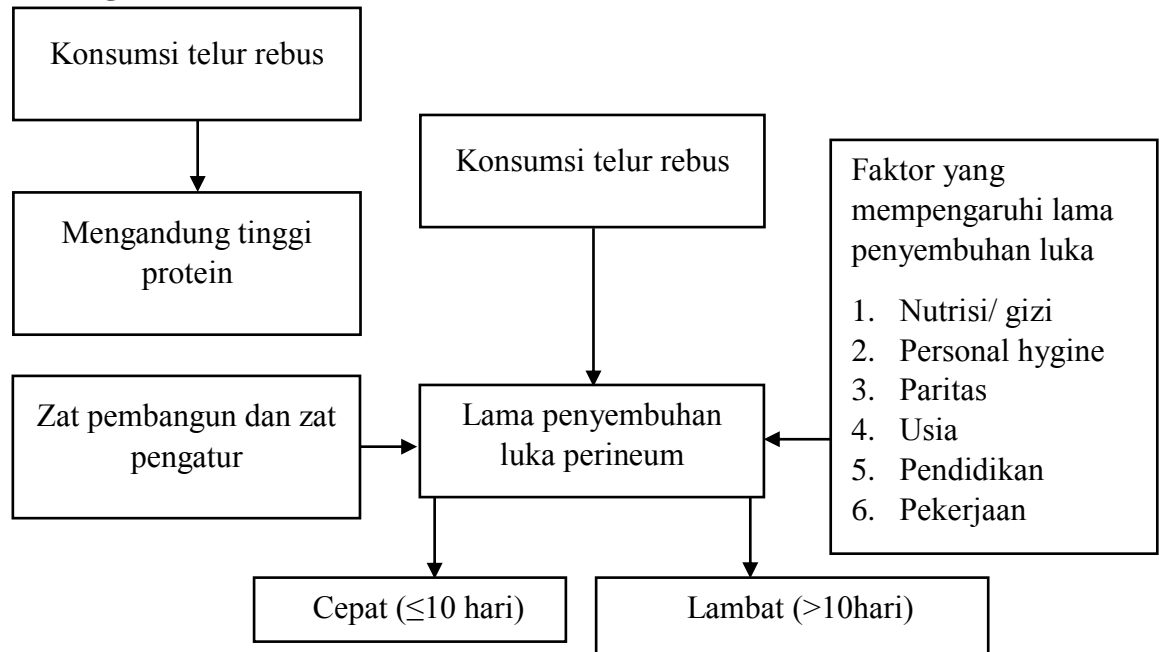 Konsumsi telur rebus
Mengandung tinggi
protein
Zat pembangun dan zat
pengatur
Konsumsi telur rebus
Lama penyembuhan
luka perineum
Faktor yang
mempengaruhi lama
penyembuhan luka
1. Nutrisi/ gizi
2. Personal hygine
3. Paritas
4. Usia
5. Pendidikan
6. Pekerjaan
Cepat (≤10 hari)
Lambat (>10hari)